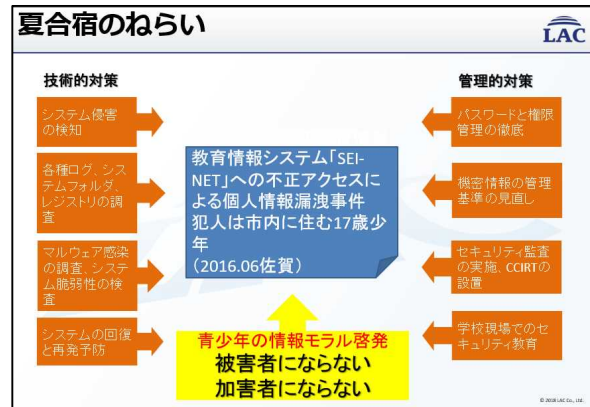 夏合宿のねらい
LAC
技術的対策
管理的対策
システム侵害
の検知
各種ログ、シス
テムフォルダ、
レジストリの調
査
マルウェア感染
の調査、システ
ム脆弱性の検
査
システムの回復
と再発予防
教育情報システム「SEI-
NET」への不正アクセスに
よる個人情報漏洩事件
犯人は市内に住む17歳少
年
(2016.06佐賀)
パスワードと権限
管理の徹底
機密情報の管理
基準の見直し
セキュリティ監査
の実施、CCIRTの
設置
学校現場でのセ
キュリティ教育
青少年の情報モラル啓発
被害者にならない
加害者にならない